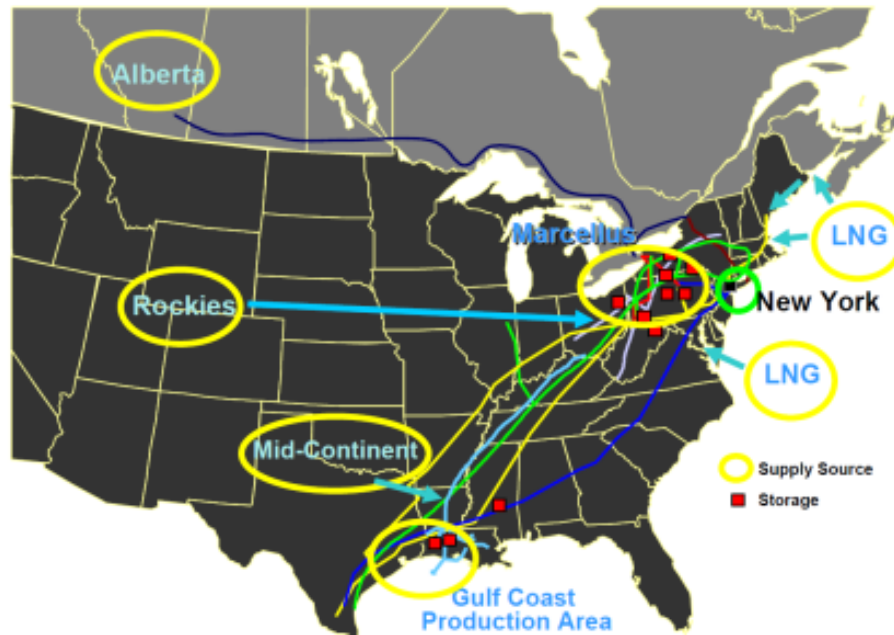 Alberta
Marcellus
LNG
Rockies
New York
LNG
Mid-Continent
Supply Source
Storage
Gulf Coast
Production Area